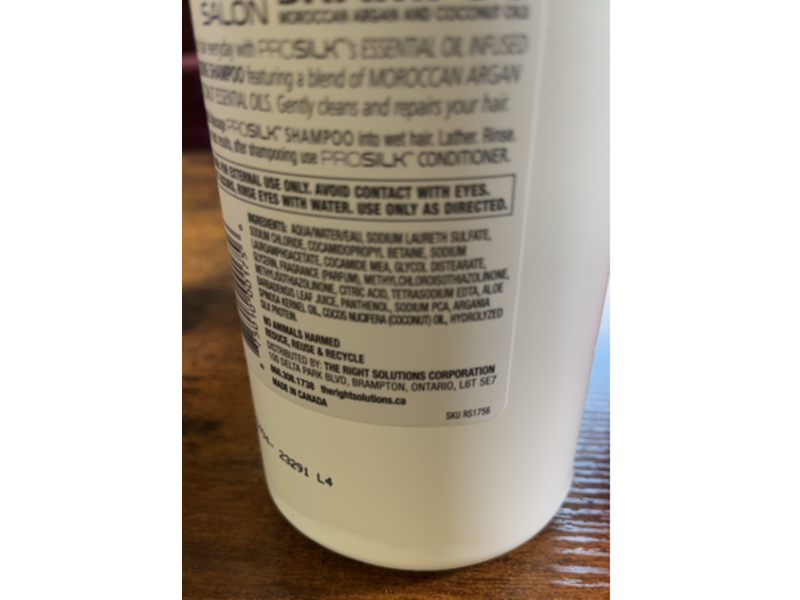 SALON
MOROCCAN ARGAN AND COCONUT OILS
everyday with PROSILK™'s ESSENTIAL OIL INFUSED
SHAMPOO featuring a blend of MOROCCAN ARGAN
ESSENTIAL OILS. Gently cleans and repairs your hair.
PROSILK™ SHAMPOO into wet hair. Lather. Rinse.
results, after shampooing use PROSILK™ CONDITIONER.
FOR EXTERNAL USE ONLY. AVOID CONTACT WITH EYES.
RINSE EYES WITH WATER. USE ONLY AS DIRECTED.
INGREDIENTS: AQUA/WATER/EAU, SODIUM LAURETH SULFATE,
SODIUM CHLORIDE, COCAMIDOPROPYL BETAINE, SODIUM
LAUROAMPHOACETATE, COCAMIDE MEA, GLYCOL DISTEARATE,
GLYCERIN, FRAGRANCE (PARFUM), METHYLCHLOROISOTHIAZOLINONE,
METHYLISOTHIAZOLINONE, CITRIC ACID, TETRASODIUM EDTA, ALOE
BARBADENSIS LEAF JUICE, PANTHENOL, SODIUM PCA, ARGANIA
SPINOSA KERNEL OIL, COCOS NUCIFERA (COCONUT) OIL, HYDROLYZED
SILK PROTEIN.
NO ANIMALS HARMED
REDUCE, REUSE & RECYCLE
DISTRIBUTED BY: THE RIGHT SOLUTIONS CORPORATION
100 DELTA PARK BLVD, BRAMPTON, ONTARIO, L6T 5E7
866.308.1738 therightsolutions.ca
MADE IN CANADA
SKU RS1756
23291 L4